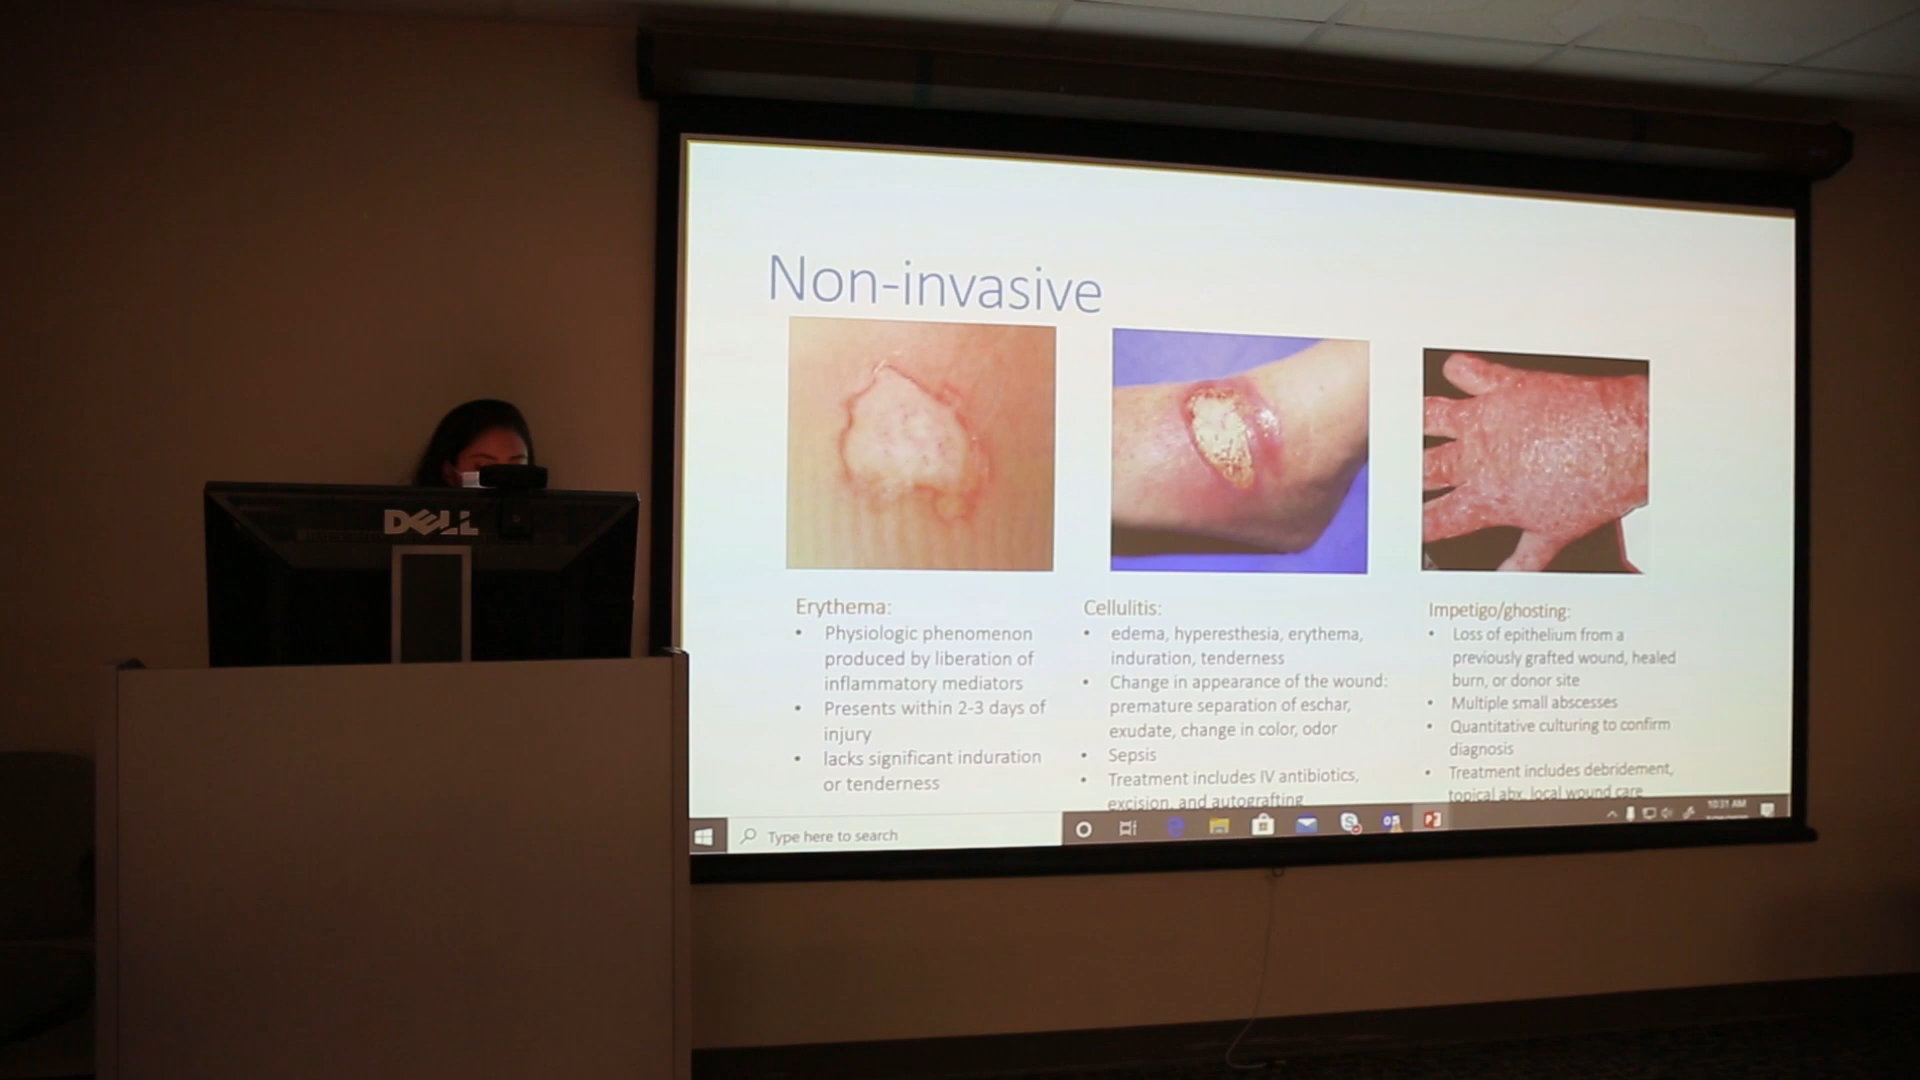 Non-invasive
Erythema:
• Physiologic phenomenon
produced by liberation of
inflammatory mediators
• Presents within 2-3 days of
injury
• lacks significant induration
or tenderness
Cellulitis:
• edema, hyperesthesia, erythema,
induration, tenderness
• Change in appearance of the wound:
premature separation of eschar,
exudate, change in color, odor
• Sepsis
• Treatment includes IV antibiotics,
excision, and autografting
Impetigo/ghosting:
• Loss of epithelium from a
previously grafted wound, healed
burn, or donor site
• Multiple small abscesses
• Quantitative culturing to confirm
diagnosis
• Treatment includes debridement,
topical abx, local wound care
Type here to search
10:31 AM
DELL